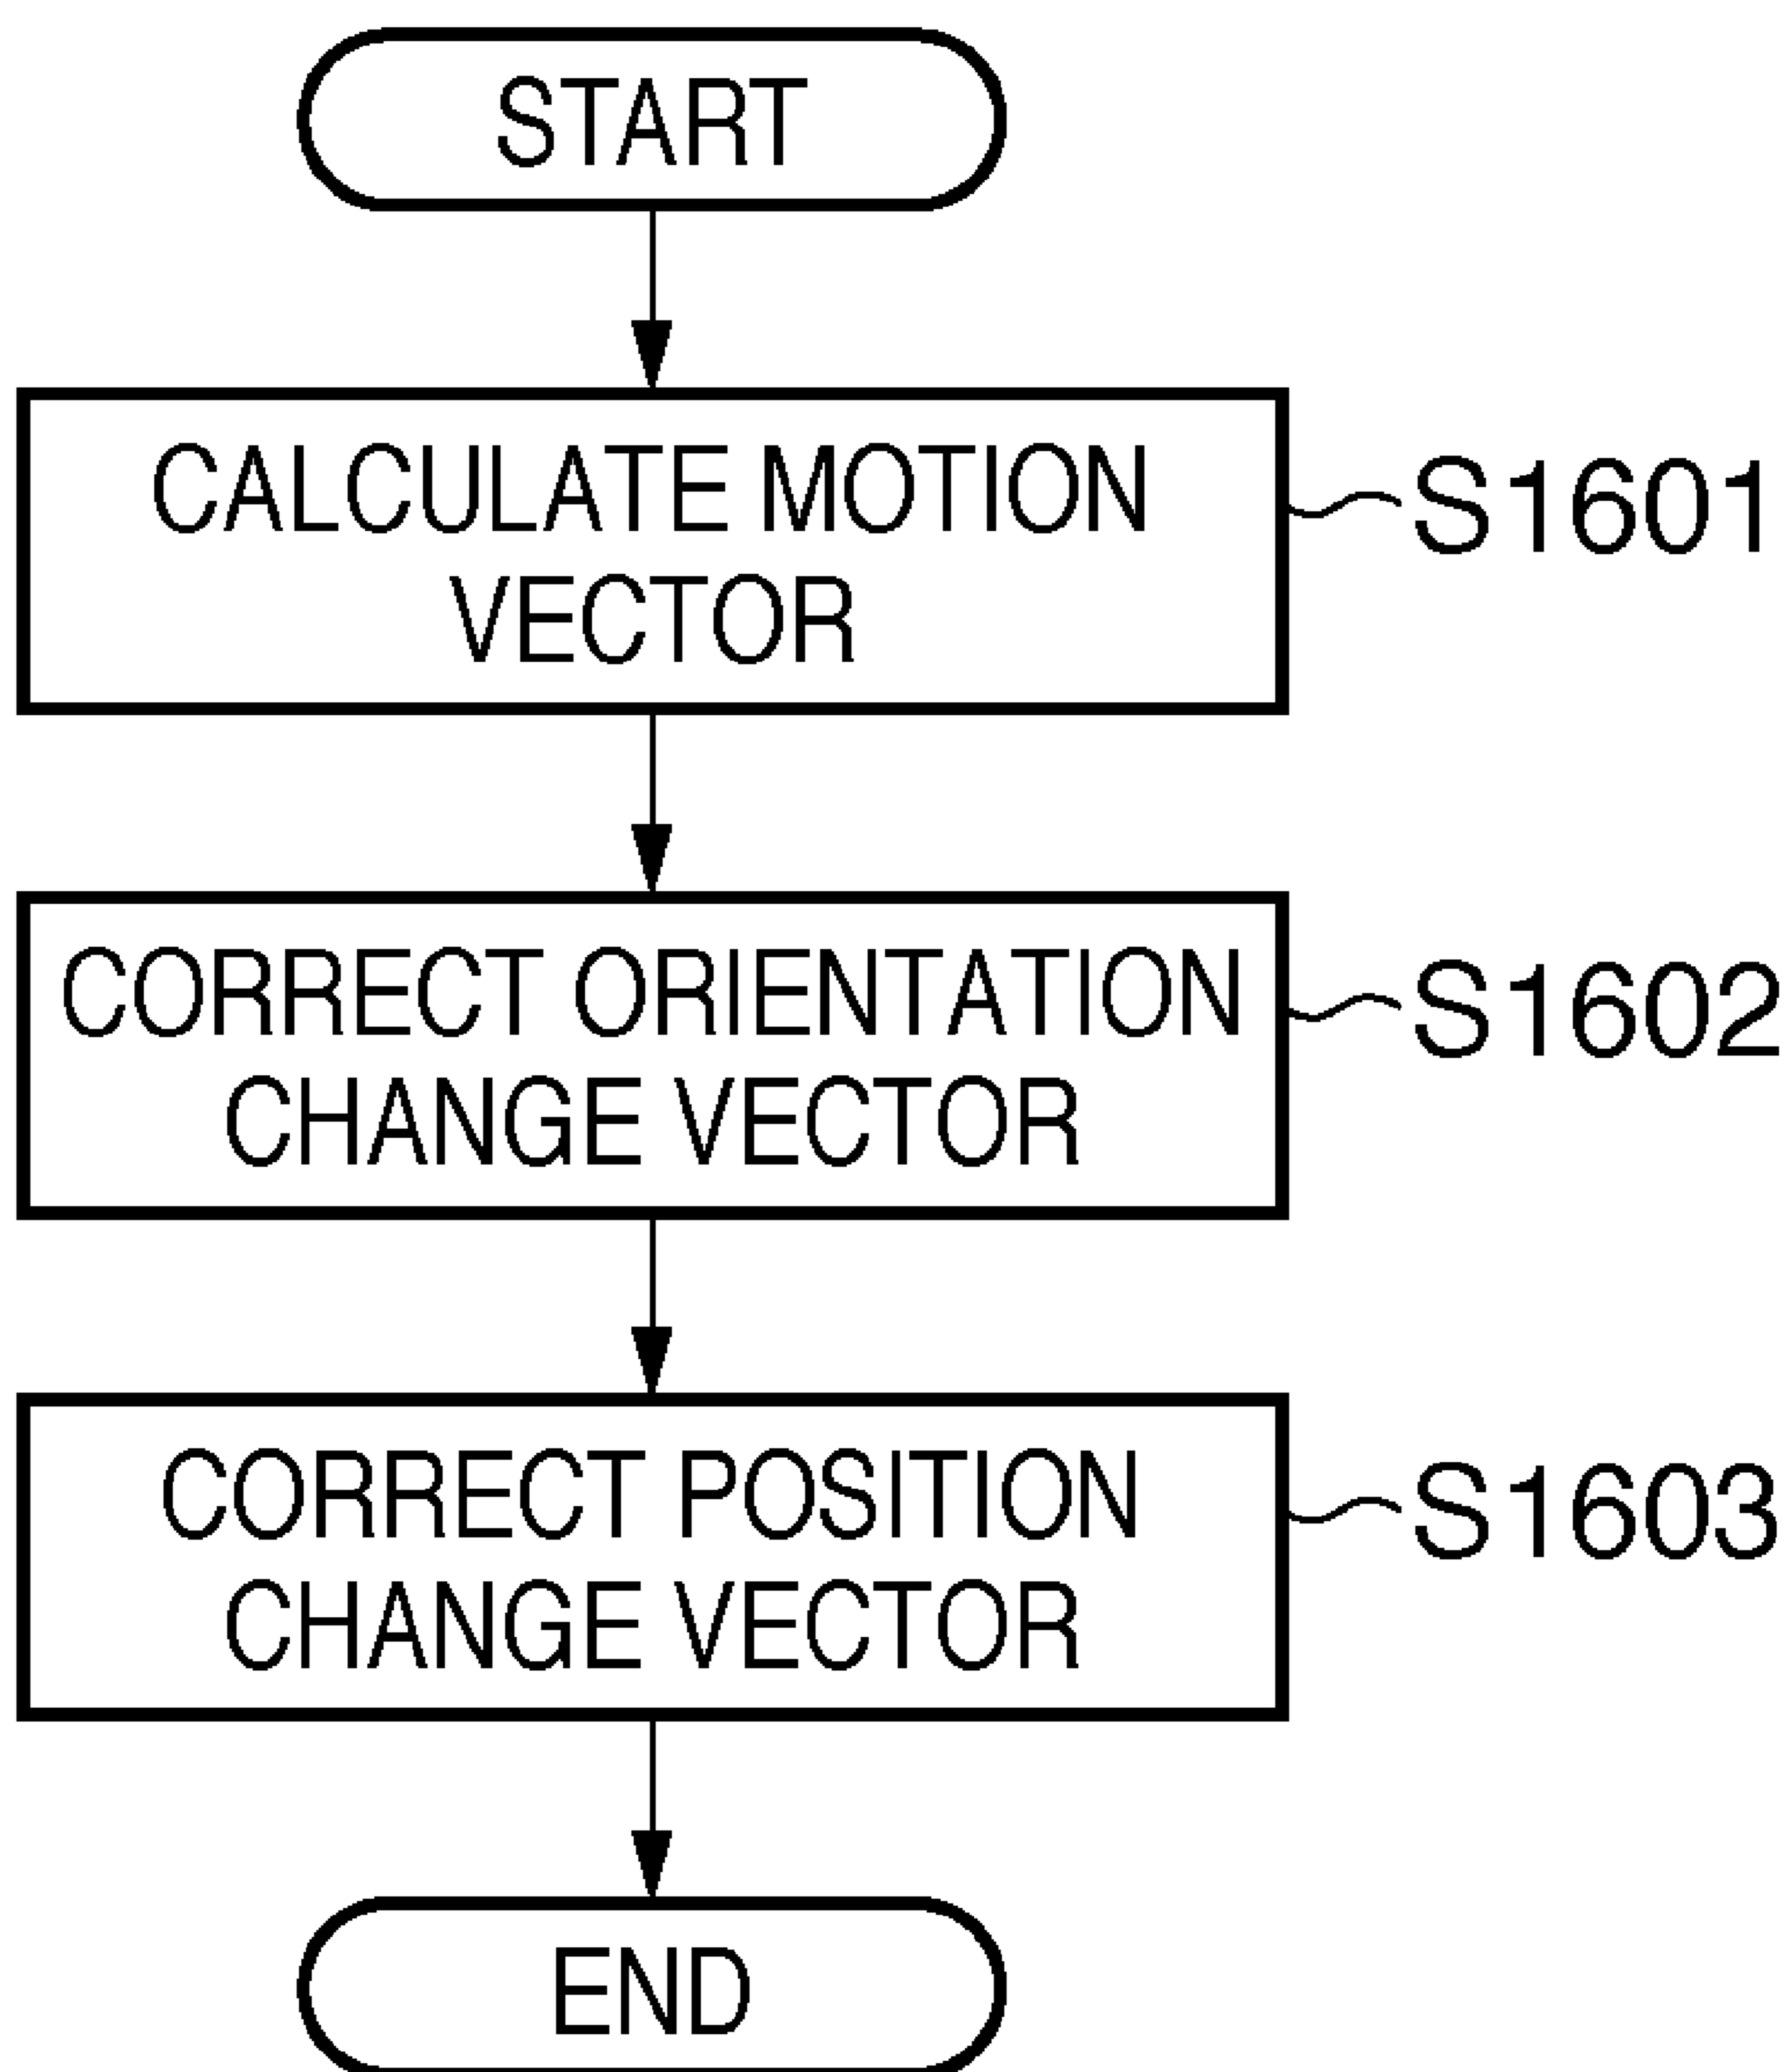 START
CALCULATE MOTION
VECTOR
S1601
CORRECT ORIENTATION
CHANGE VECTOR
S1602
CORRECT POSITION
CHANGE VECTOR
S1603
END